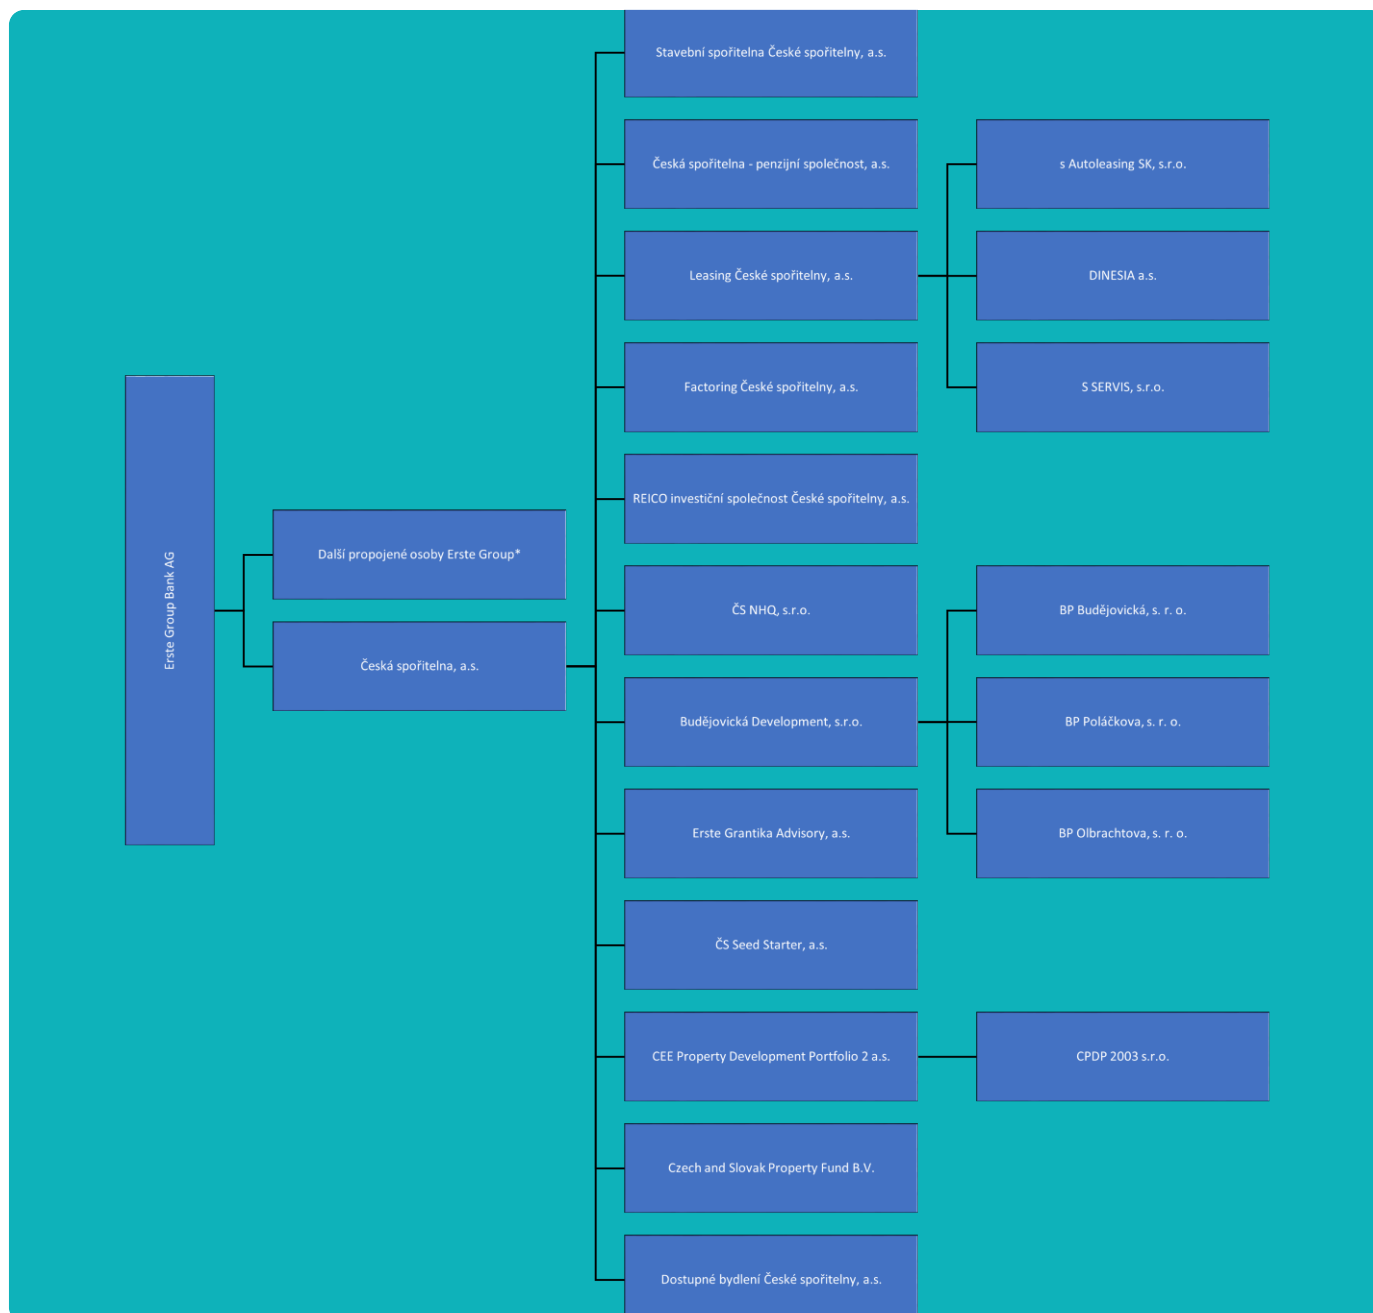 Erste Group Bank AG
Další propojené osoby Erste Group*
Česká spořitelna, a.s.
Stavební spořitelna České spořitelny, a.s.
Česká spořitelna - penzijní společnost, a.s.
Leasing České spořitelny, a.s.
s Autoleasing SK, s.r.o.
DINESIA a.s.
S SERVIS, s.r.o.
Factoring České spořitelny, a.s.
REICO investiční společnost České spořitelny, a.s.
ČS NHQ, s.r.o.
Budějovická Development, s.r.o.
BP Budějovická, s. r. o.
BP Poláčkova, s. r. o.
BP Olbrachtova, s. r. o.
Erste Grantika Advisory, a.s.
ČS Seed Starter, a.s.
CEE Property Development Portfolio 2 a.s.
CPDP 2003 s.r.o.
Czech and Slovak Property Fund B.V.
Dostupné bydlení České spořitelny, a.s.